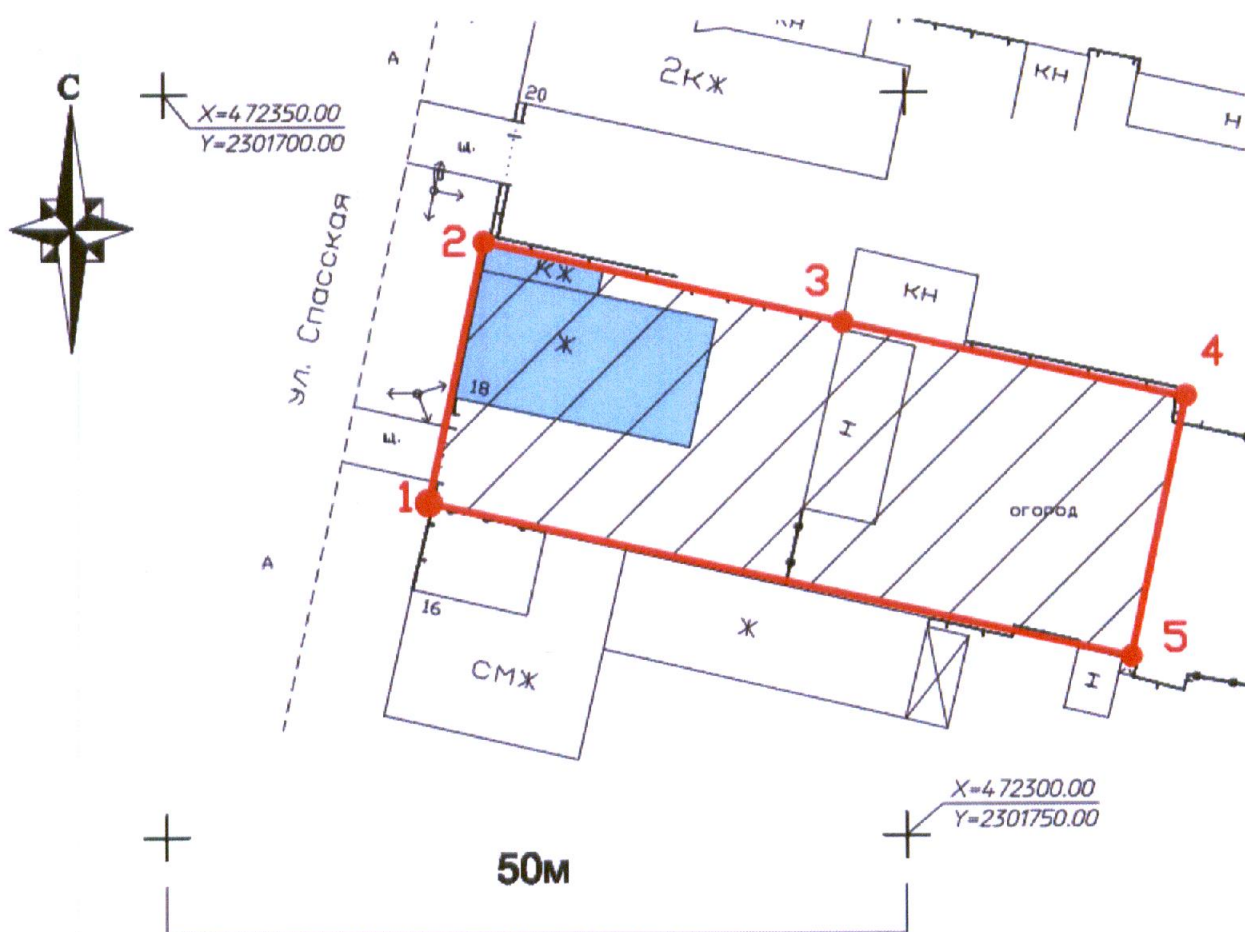 КН
А
2КЖ
КН
С
20
Х=472350.00
Y=2301700.00
Н
щ.
ул. Спасская
2
КЖ
3
КН
4
Ж
18
щ.
I
1
ОГОРОД
А
16
Ж
5
СМЖ
I
X=472300.00
Y=2301750.00
50м